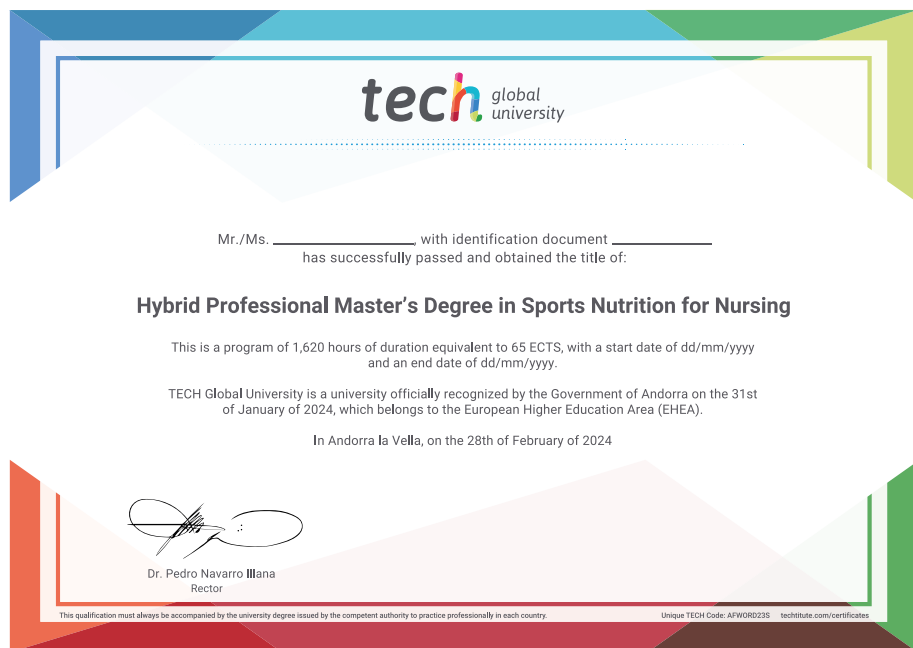 tech global
university
Mr./Ms. ________________, with identification document ____________
has successfully passed and obtained the title of:
Hybrid Professional Master’s Degree in Sports Nutrition for Nursing
This is a program of 1,620 hours of duration equivalent to 65 ECTS, with a start date of dd/mm/yyyy
and an end date of dd/mm/yyyy.
TECH Global University is a university officially recognized by the Government of Andorra on the 31st
of January of 2024, which belongs to the European Higher Education Area (EHEA).
In Andorra la Vella, on the 28th of February of 2024
Dr. Pedro Navarro Illana
Rector
This qualification must always be accompanied by the university degree issued by the competent authority to practice professionally in each country.
Unique TECH Code: AFWORD23S techtitute.com/certificates